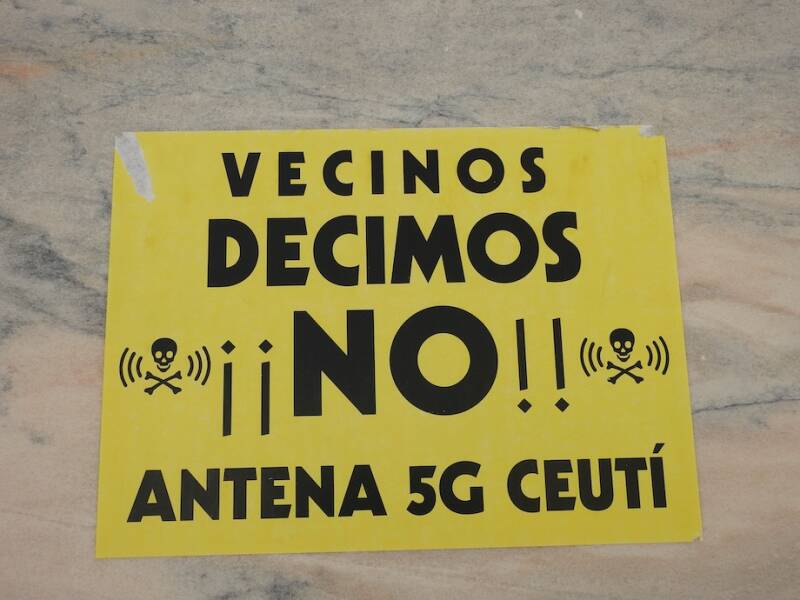 VECINOS
DECIMOS
¡¡NO!!
ANTENA 5G CEUTÍ